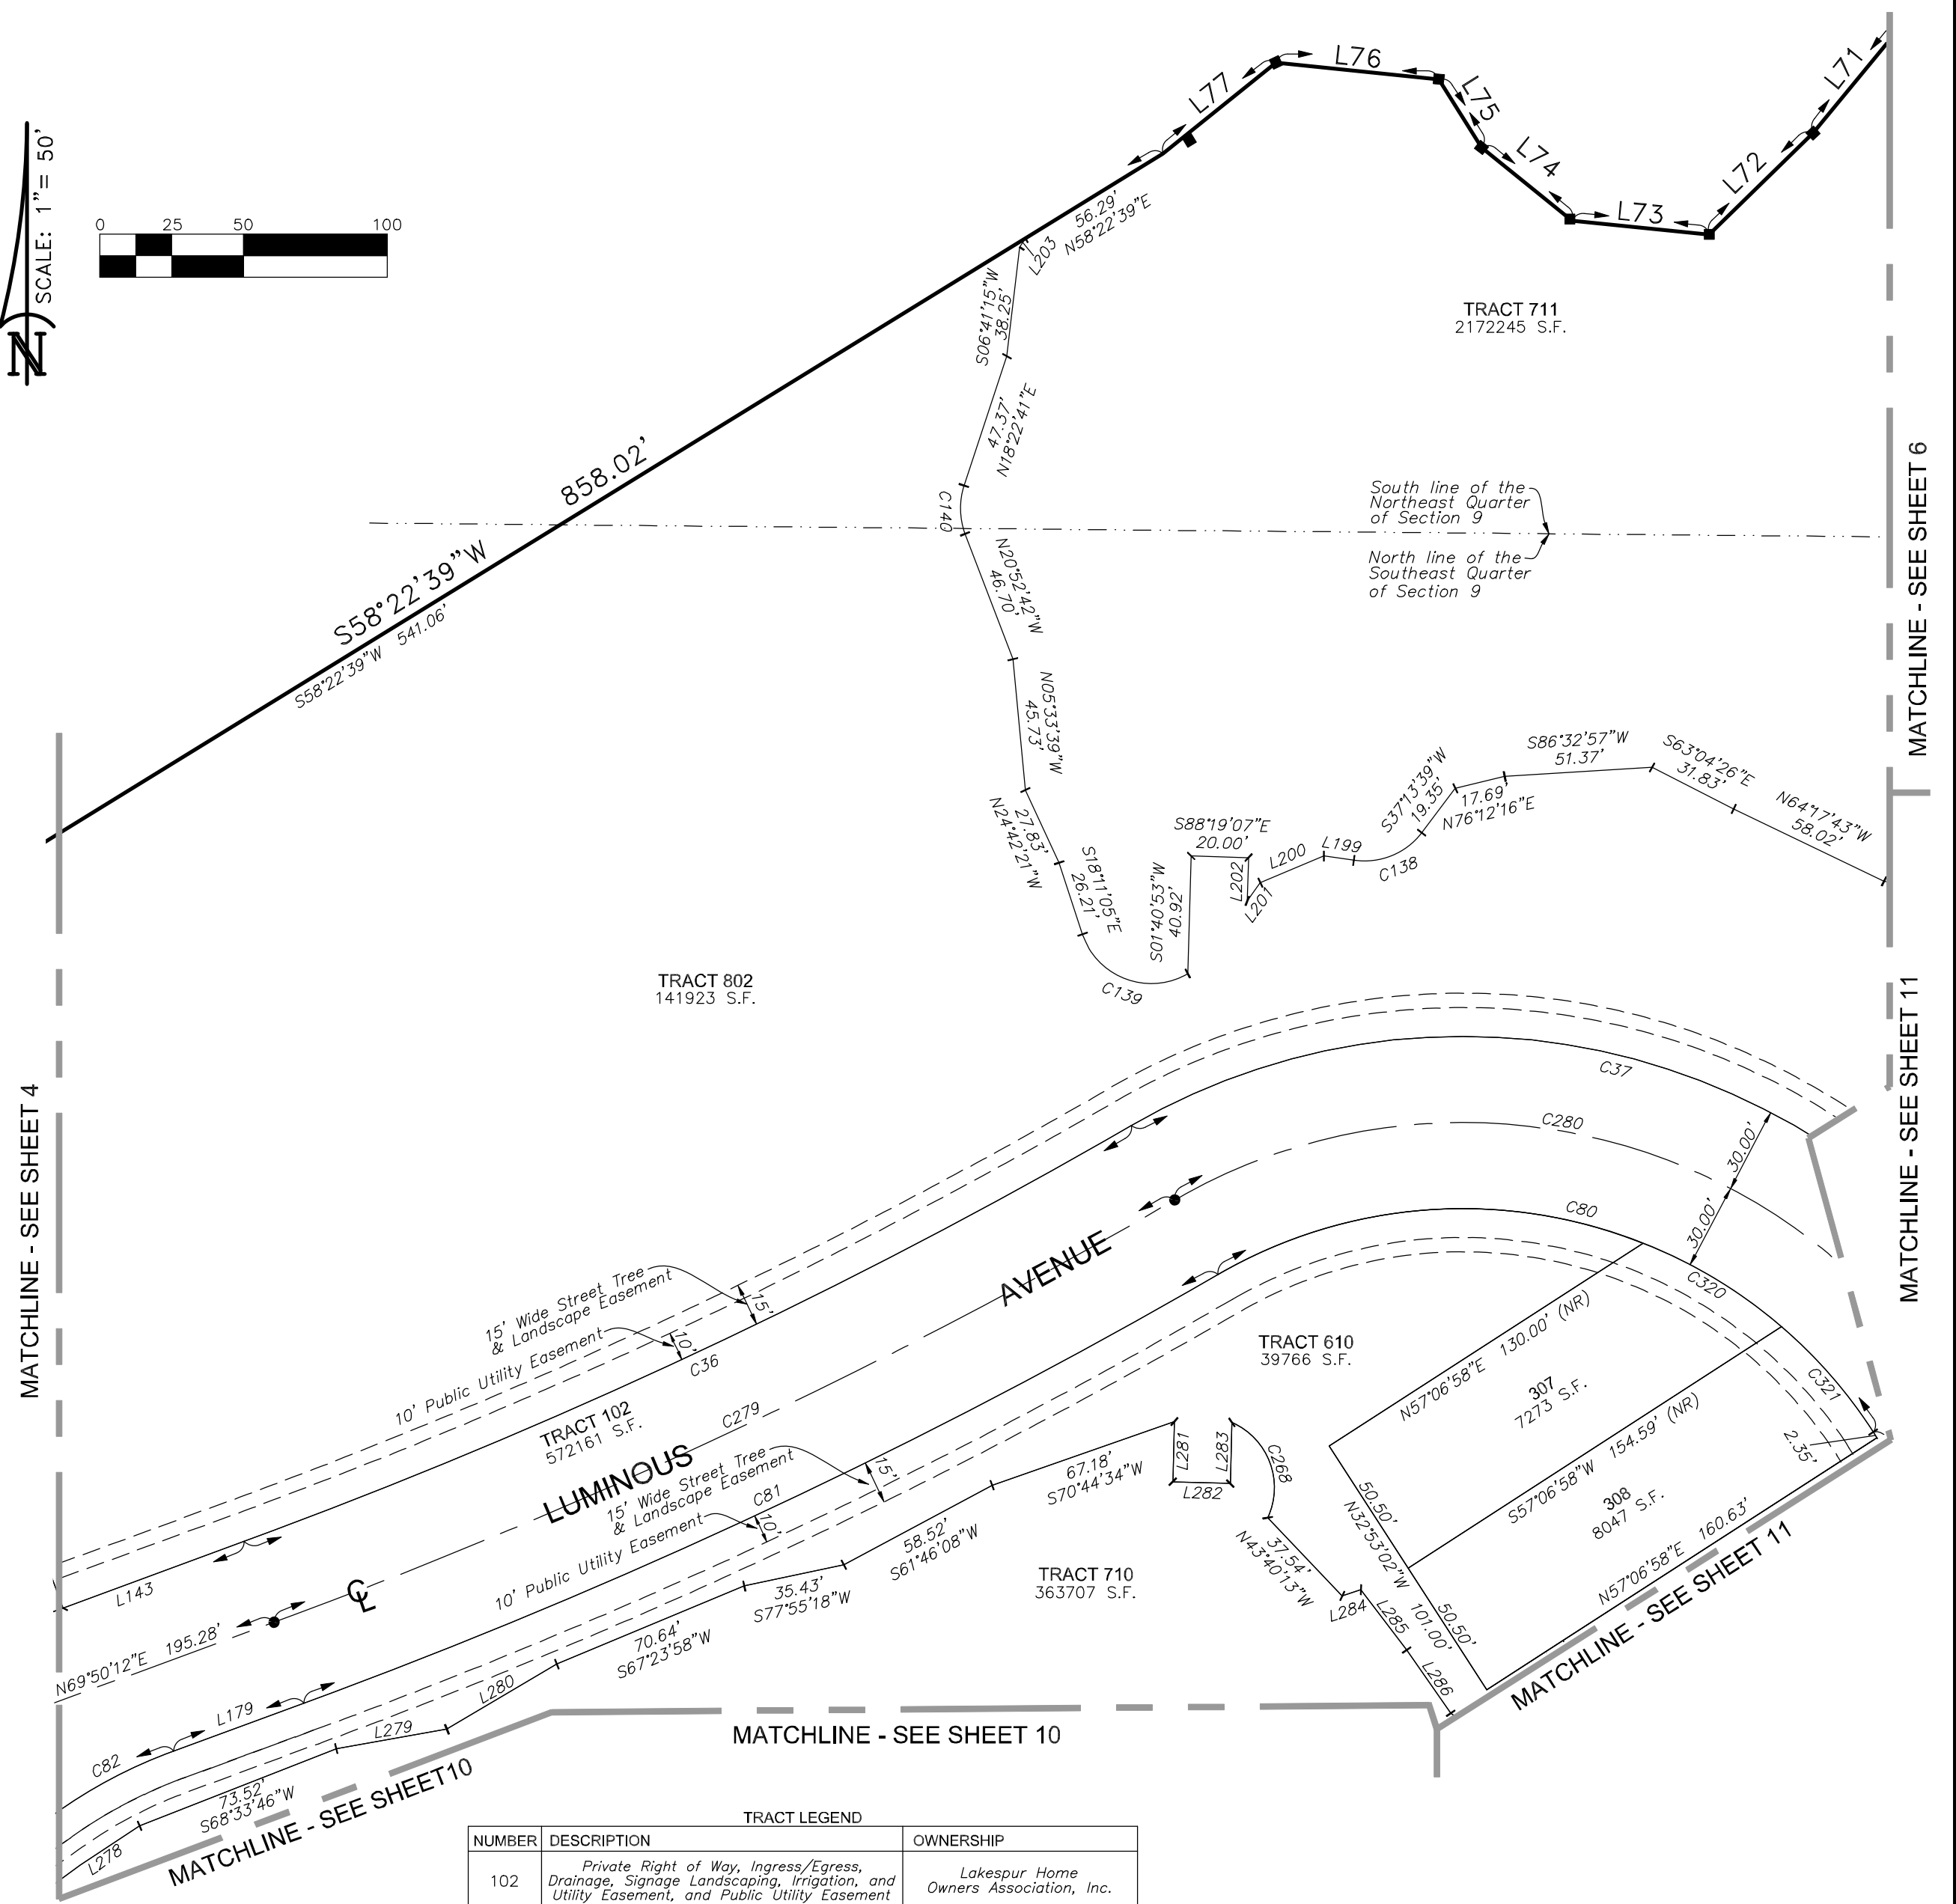 L71
L76
L77
L75
L74
L72
L73
SCALE: 1"= 50'
0 25 50 100
N
56.29'
N58°22'39"E
L203
S06°41'15"W
38.25'
TRACT 711
2172245 S.F.
47.37'
N18°22'41"E
858.02'
S58°22'39"W
S58°22'39"W 541.06'
C140
South line of the
Northeast Quarter
of Section 9
North line of the
Southeast Quarter
of Section 9
MATCHLINE - SEE SHEET 6
N20°52'42"W
46.70'
N05°33'39"W
45.73'
N24°42'21"W
27.83'
S18°11'05"E
26.21'
C139
S01°40'53"W
40.92'
S88°19'07"E
20.00'
L202
L201
L200
L199
C138
S37°13'39"W
19.35'
17.69'
N76°12'16"E
S86°32'57"W
51.37'
S63°04'26"E
31.83'
N64°17'43"W
58.02'
TRACT 802
141923 S.F.
MATCHLINE - SEE SHEET 4
MATCHLINE - SEE SHEET 11
C37
C280
30.00'
30.00'
C80
C320
C321
2.35'
AVENUE
15' Wide Street Tree
& Landscape Easement
15'
10' Public Utility Easement
10'
C36
TRACT 102
572161 S.F.
C279
LUMINOUS
15' Wide Street Tree
& Landscape Easement
15'
C81
10' Public Utility Easement
10'
TRACT 610
39766 S.F.
N57°06'58"E 130.00' (NR)
307
7273 S.F.
S57°06'58"W 154.59' (NR)
308
8047 S.F.
N57°06'58"E 160.63'
MATCHLINE - SEE SHEET 11
50.50'
N32°53'02"W 101.00'
50.50'
L281
L282
L283
C268
37.54'
N43°40'13"W
L284
L285
L286
67.18'
S70°44'34"W
58.52'
S61°46'08"W
TRACT 710
363707 S.F.
35.43'
S77°55'18"W
70.64'
S67°23'58"W
L143
CL
N69°50'12"E 195.28'
L179
L280
L279
C82
73.52'
S68°33'46"W
L278
MATCHLINE - SEE SHEET10
MATCHLINE - SEE SHEET 10
TRACT LEGEND
NUMBER DESCRIPTION OWNERSHIP
102
Private Right of Way, Ingress/Egress,
Drainage, Signage Landscaping, Irrigation, and
Utility Easement, and Public Utility Easement
Lakespur Home
Owners Association, Inc.